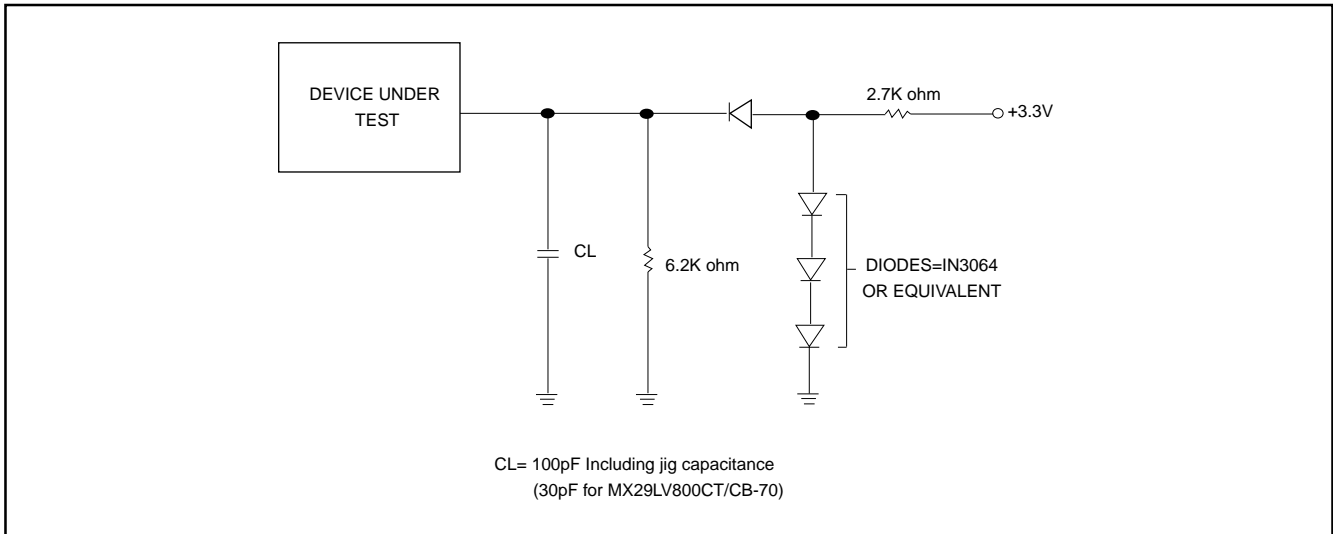 DEVICE UNDER
TEST
2.7K ohm
+3.3V
CL
6.2K ohm
DIODES=IN3064
OR EQUIVALENT
CL= 100pF Including jig capacitance
(30pF for MX29LV800CT/CB-70)